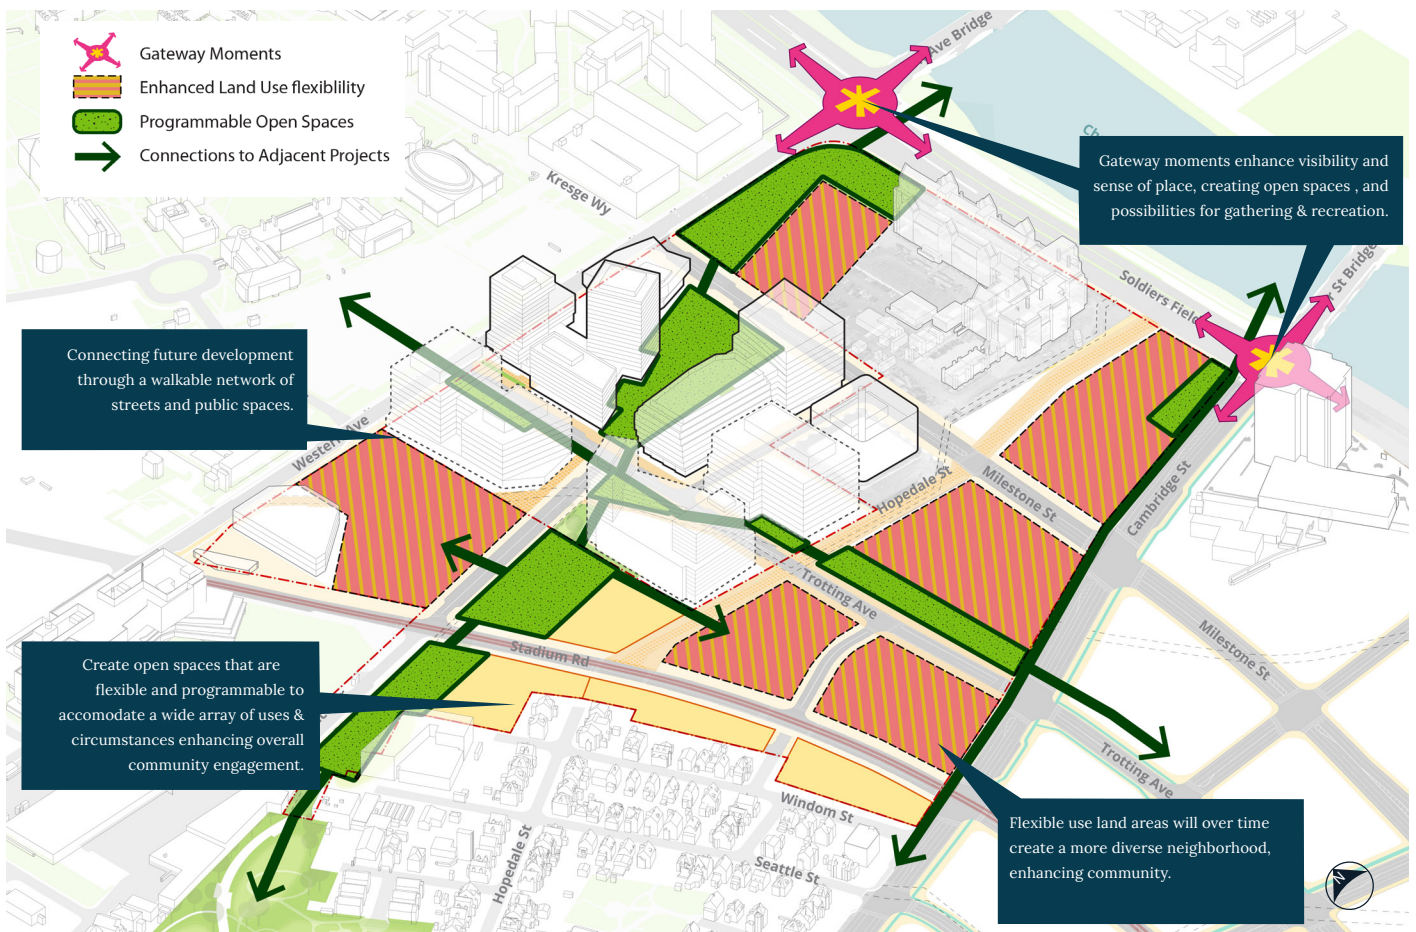 Gateway Moments
Enhanced Land Use flexiblility
Programmable Open Spaces
Connections to Adjacent Projects
Ave Bridge
Kresge Wy
Gateway moments enhance visibility and
sense of place, creating open spaces , and
possibilities for gathering & recreation.
St Bridge
Soldiers Field
Connecting future development
through a walkable network of
streets and public spaces.
Western Ave
Hopedale St
Milestone St
Cambridge St
Trotting Ave
Stadium Rd
Milestone St
Create open spaces that are
flexible and programmable to
accomodate a wide array of uses &
circumstances enhancing overall
community engagement.
Trotting Ave
Windom St
Seattle St
Hopedale St
Flexible use land areas will over time
create a more diverse neighborhood,
enhancing community.
N